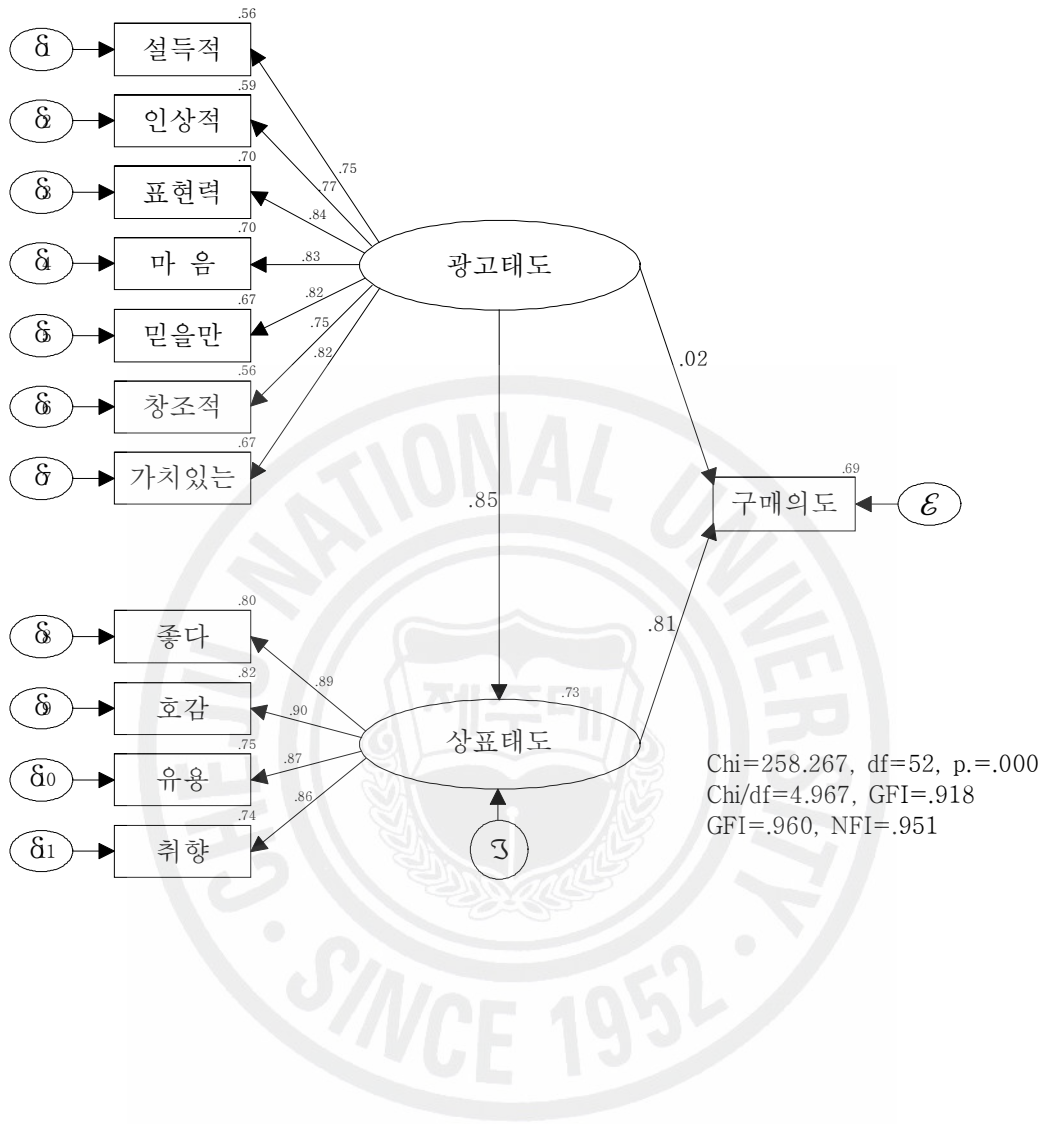 .56
δ1 설득적
.59
δ2 인상적
.75
.70
δ3 표현력
.77
.84
.70
δ4 마 음
.83
광고태도
.67
δ5 믿을만
.82
.75
.56
δ6 창조적
.82
.02
.67
δ7 가치있는
.69
.85
구매의도
ε
.80
δ8 좋다
.81
.82
δ9 호감
.89
.90
.73
상표태도
.75
δ10 유용
.87
.86
.74
δ11 취향
Chi=258.267, df=52, p.=.000
Chi/df=4.967, GFI=.918
GFI=.960, NFI=.951
CHEJU NATIONAL UNIVERSITY
제주대
SINCE 1952